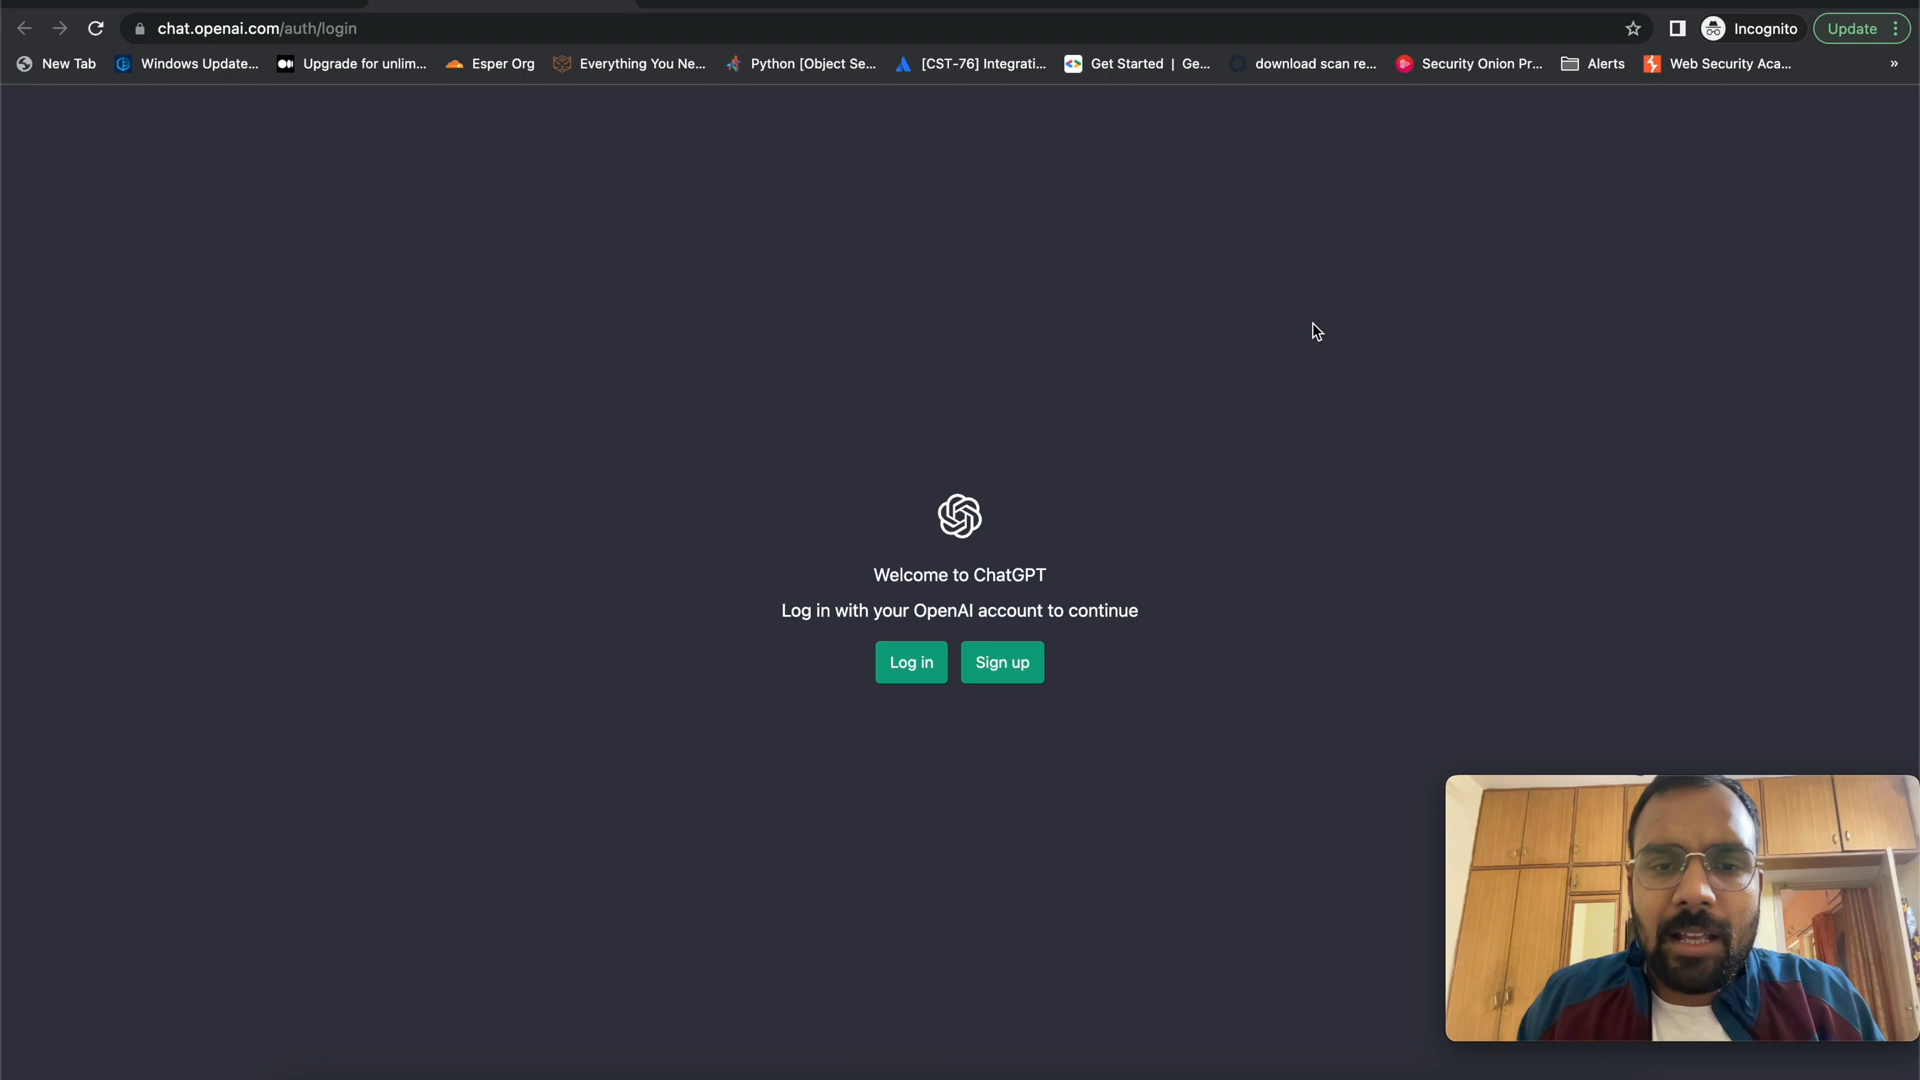 chat.openai.com/auth/login
Incognito
Update
New Tab
Windows Update...
Upgrade for unlim...
Esper Org
Everything You Ne...
Python [Object Se...
[CST-76] Integrati...
Get Started | Ge...
download scan re...
Security Onion Pr...
Alerts
Web Security Aca...
»
Welcome to ChatGPT
Log in with your OpenAI account to continue
Log in
Sign up